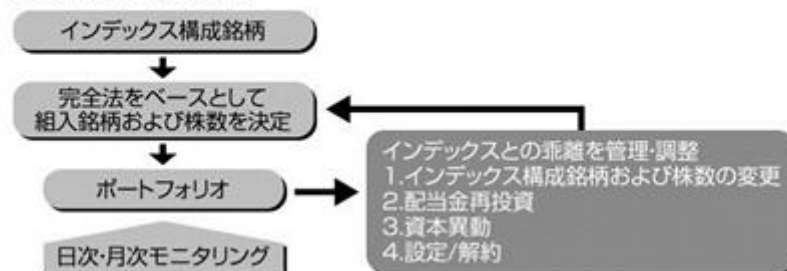 インデックス構成銘柄
完全法をベースとして
組入銘柄および株数を決定
ポートフォリオ
日次・月次モニタリング
インデックスとの乖離を管理・調整
1.インデックス構成銘柄および株数の変更
2.配当金再投資
3.資本異動
4.設定/解約